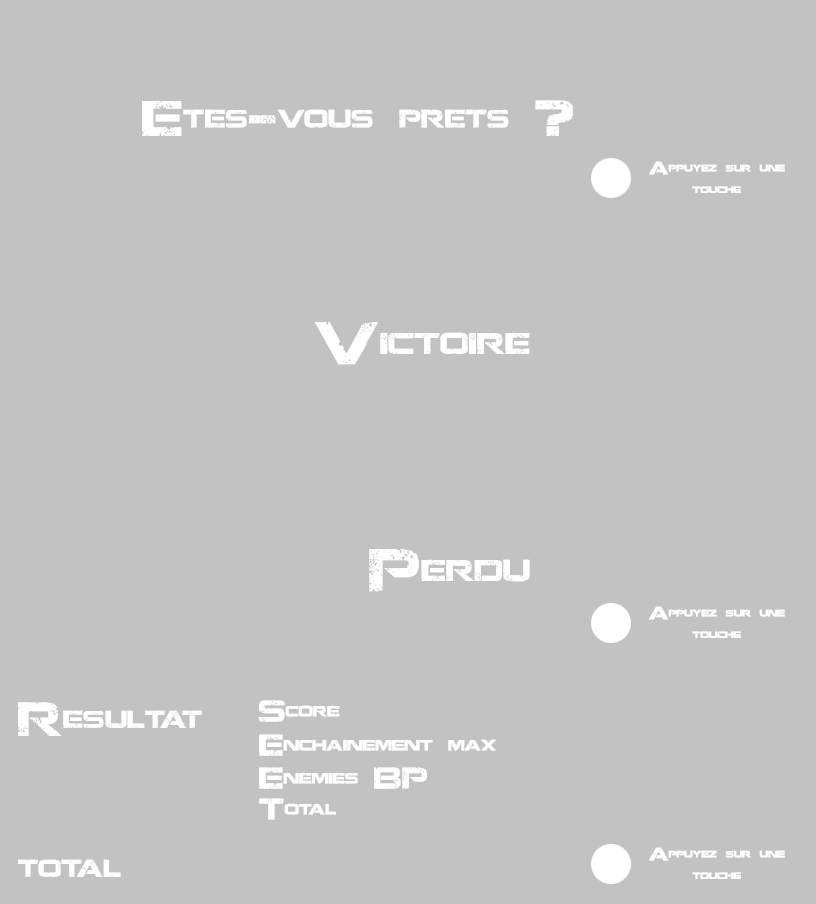 Etes-vous prets ?
Appuyez sur une
touche
Victoire
Perdu
Appuyez sur une
touche
Resultat
Score
Enchainement max
Enemies BP
Total
total
Appuyez sur une
touche